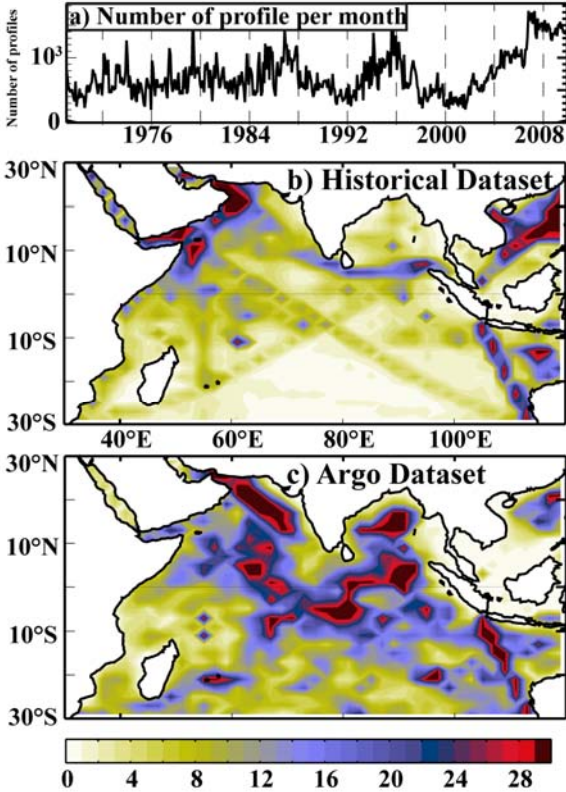 a) Number of profile per month
Number of profiles
10³
0
1976 1984 1992 2000 2008
30°N
b) Historical Dataset
10°N
10°S
30°S
40°E 60°E 80°E 100°E
30°N
c) Argo Dataset
10°N
10°S
30°S
0 4 8 12 16 20 24 28